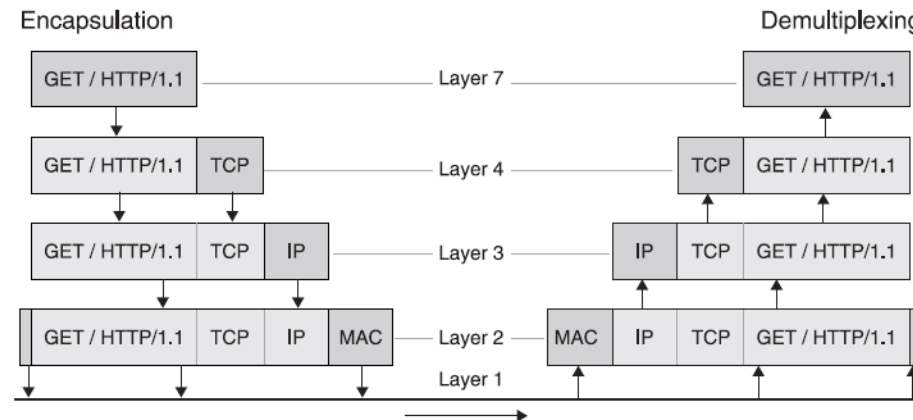 Encapsulation Demultiplexing
GET / HTTP/1.1 Layer 7 GET / HTTP/1.1
GET / HTTP/1.1 TCP Layer 4 TCP GET / HTTP/1.1
GET / HTTP/1.1 TCP IP Layer 3 IP TCP GET / HTTP/1.1
GET / HTTP/1.1 TCP IP MAC Layer 2 MAC IP TCP GET / HTTP/1.1
Layer 1